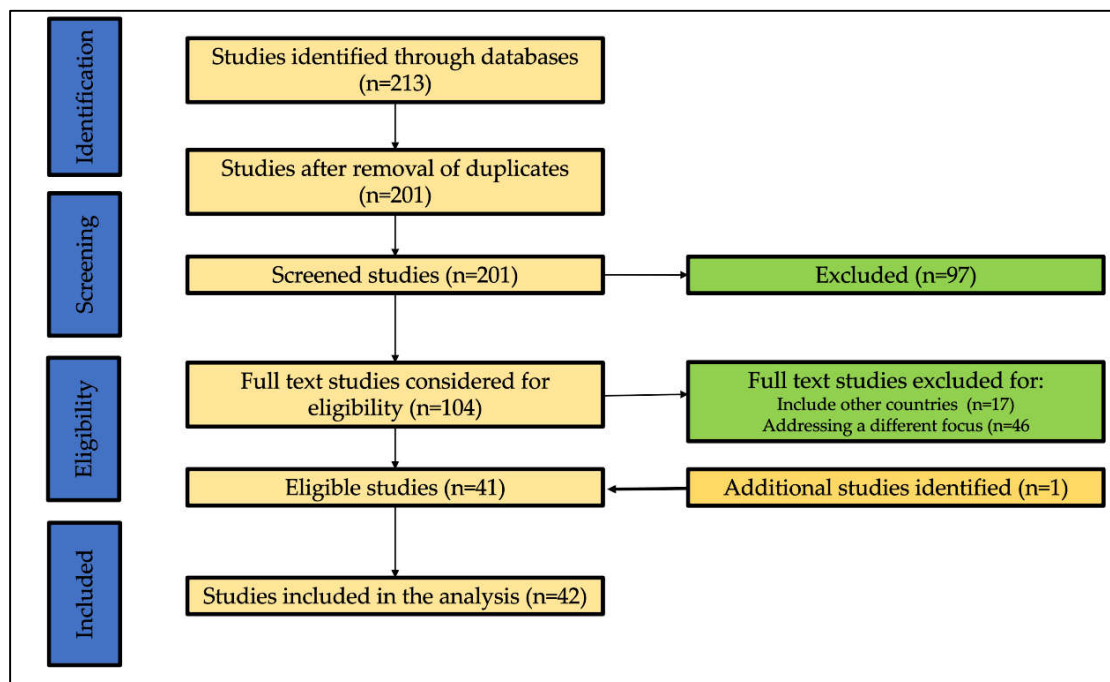 Identification
Studies identified through databases
(n=213)
Studies after removal of duplicates
(n=201)
Screening
Screened studies (n=201)
Excluded (n=97)
Eligibility
Full text studies considered for
eligibility (n=104)
Full text studies excluded for:
Include other countries (n=17)
Addressing a different focus (n=46
Eligible studies (n=41)
Additional studies identified (n=1)
Included
Studies included in the analysis (n=42)